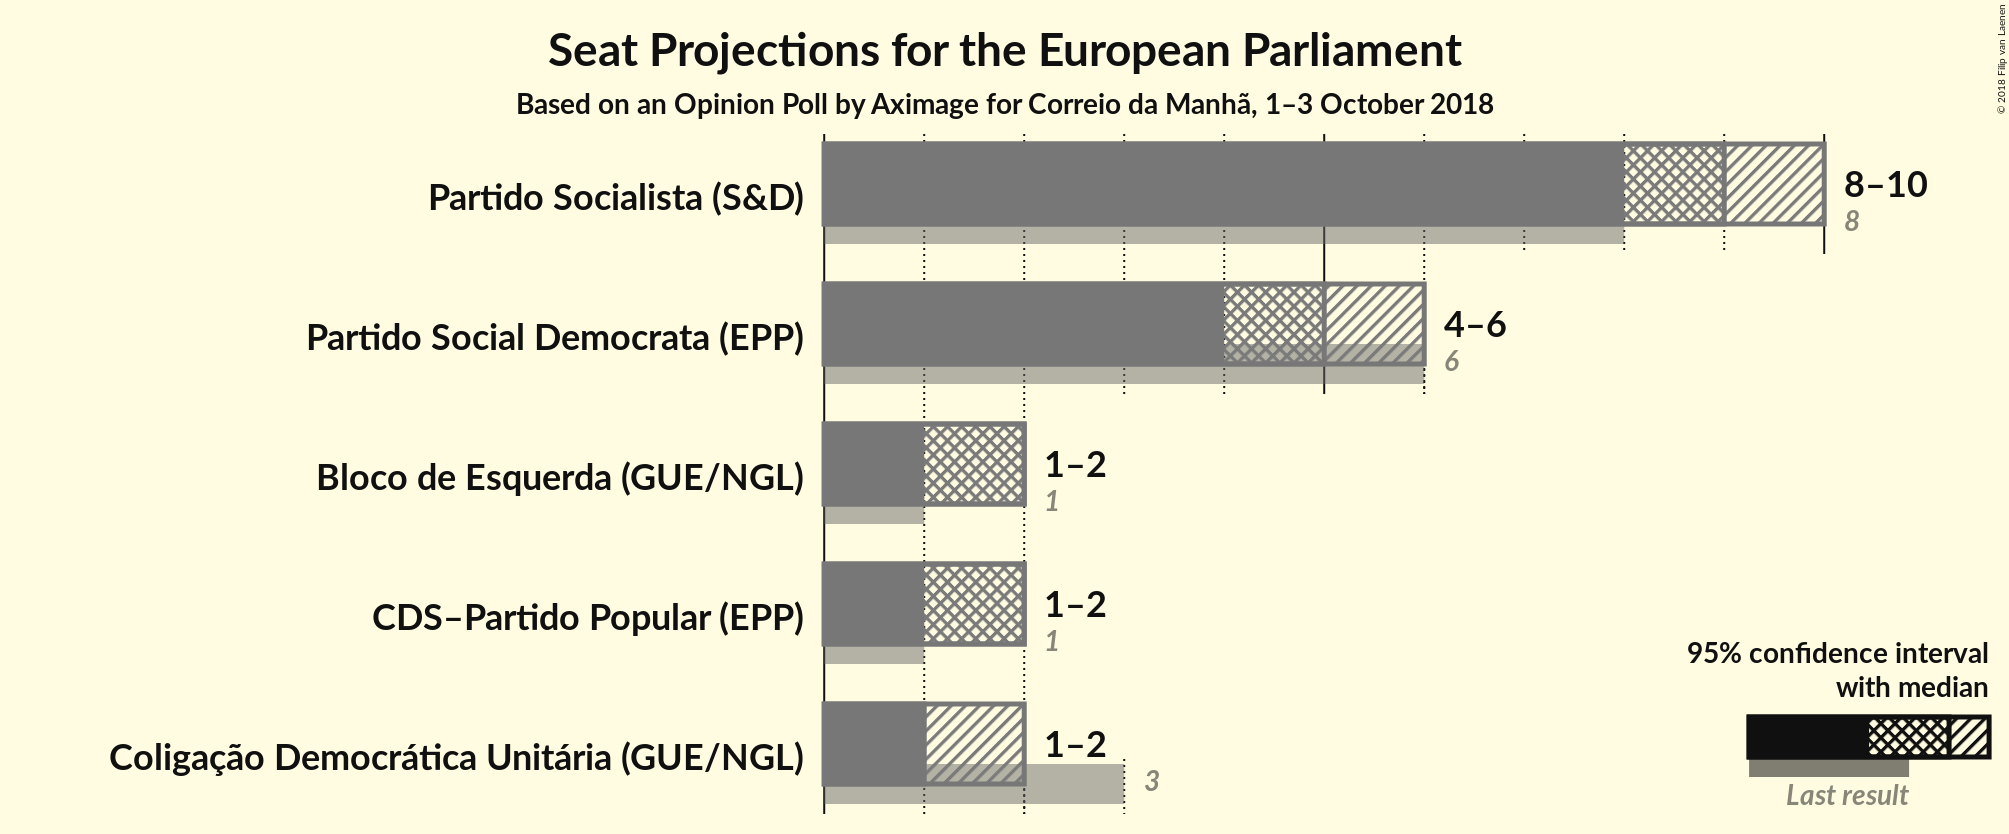 Seat Projections for the European Parliament
Based on an Opinion Poll by Aximage for Correio da Manhã, 1–3 October 2018
© 2018 Filip van Laenen
Partido Socialista (S&D)
8–10
8
Partido Social Democrata (EPP)
4–6
6
Bloco de Esquerda (GUE/NGL)
1–2
1
CDS–Partido Popular (EPP)
1–2
1
Coligação Democrática Unitária (GUE/NGL)
1–2
3
95% confidence interval
with median
Last result